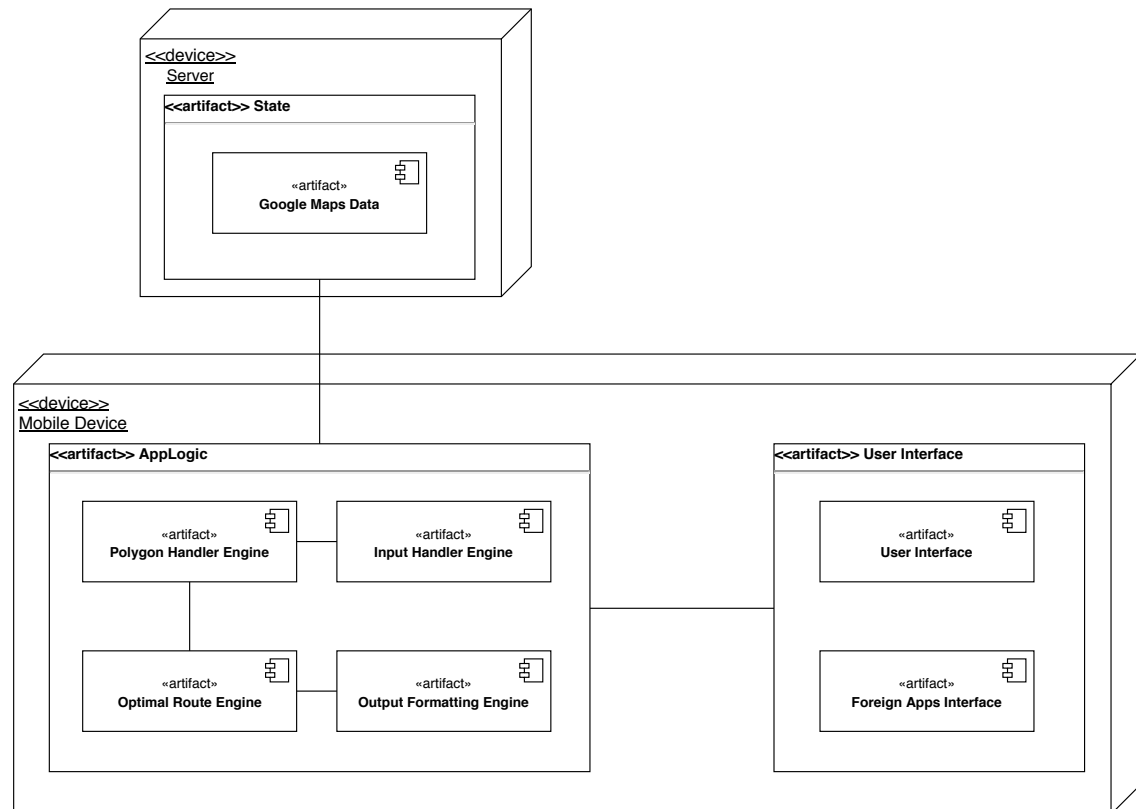 <<device>>
Server
<<artifact>> State
«artifact»
Google Maps Data
<<device>>
Mobile Device
<<artifact>> AppLogic
<<artifact>> User Interface
«artifact»
Polygon Handler Engine
«artifact»
Input Handler Engine
«artifact»
User Interface
«artifact»
Optimal Route Engine
«artifact»
Output Formatting Engine
«artifact»
Foreign Apps Interface